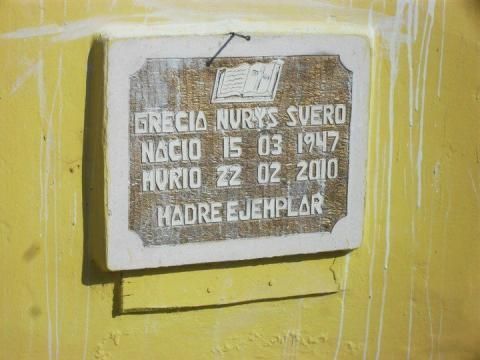 GRECIA NURYS SUERO
NACIO 15 03 1947
MURIO 22 02 2010
MADRE EJEMPLAR